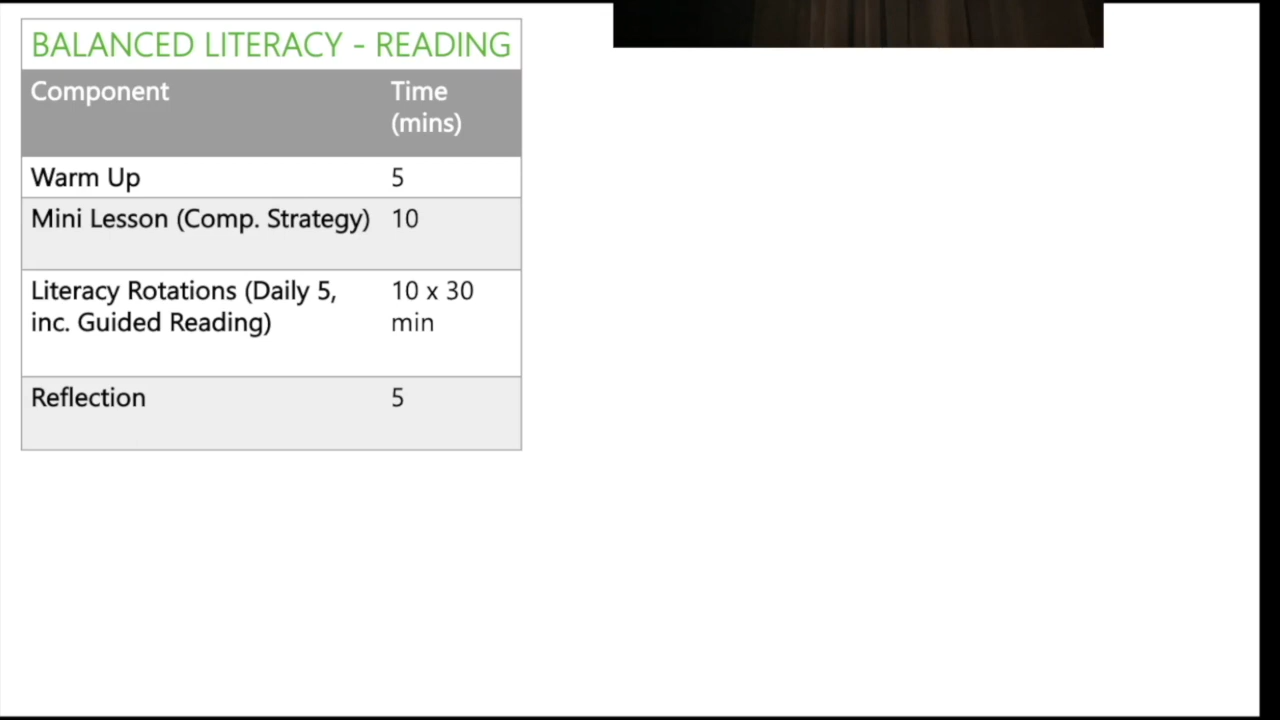 BALANCED LITERACY - READING
Component
Time
(mins)
Warm Up
5
Mini Lesson (Comp. Strategy)
10
Literacy Rotations (Daily 5,
inc. Guided Reading)
10 x 30
min
Reflection
5